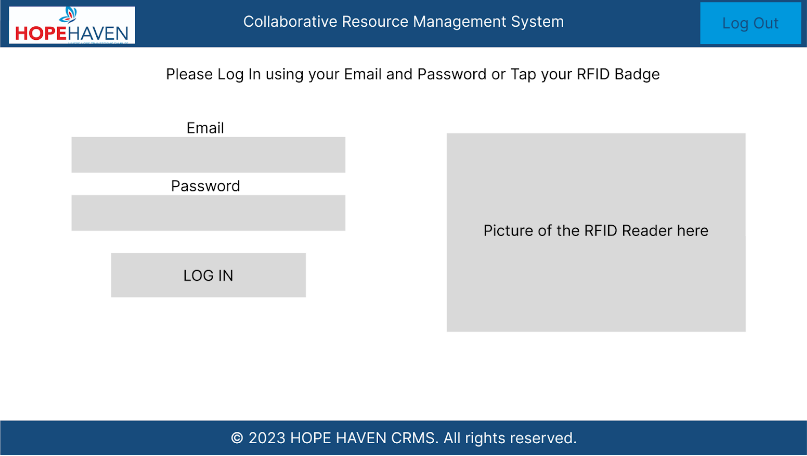 HOPEHAVEN
Collaborative Resource Management System
Log Out
Please Log In using your Email and Password or Tap your RFID Badge
Email
Password
LOG IN
Picture of the RFID Reader here
© 2023 HOPE HAVEN CRMS. All rights reserved.